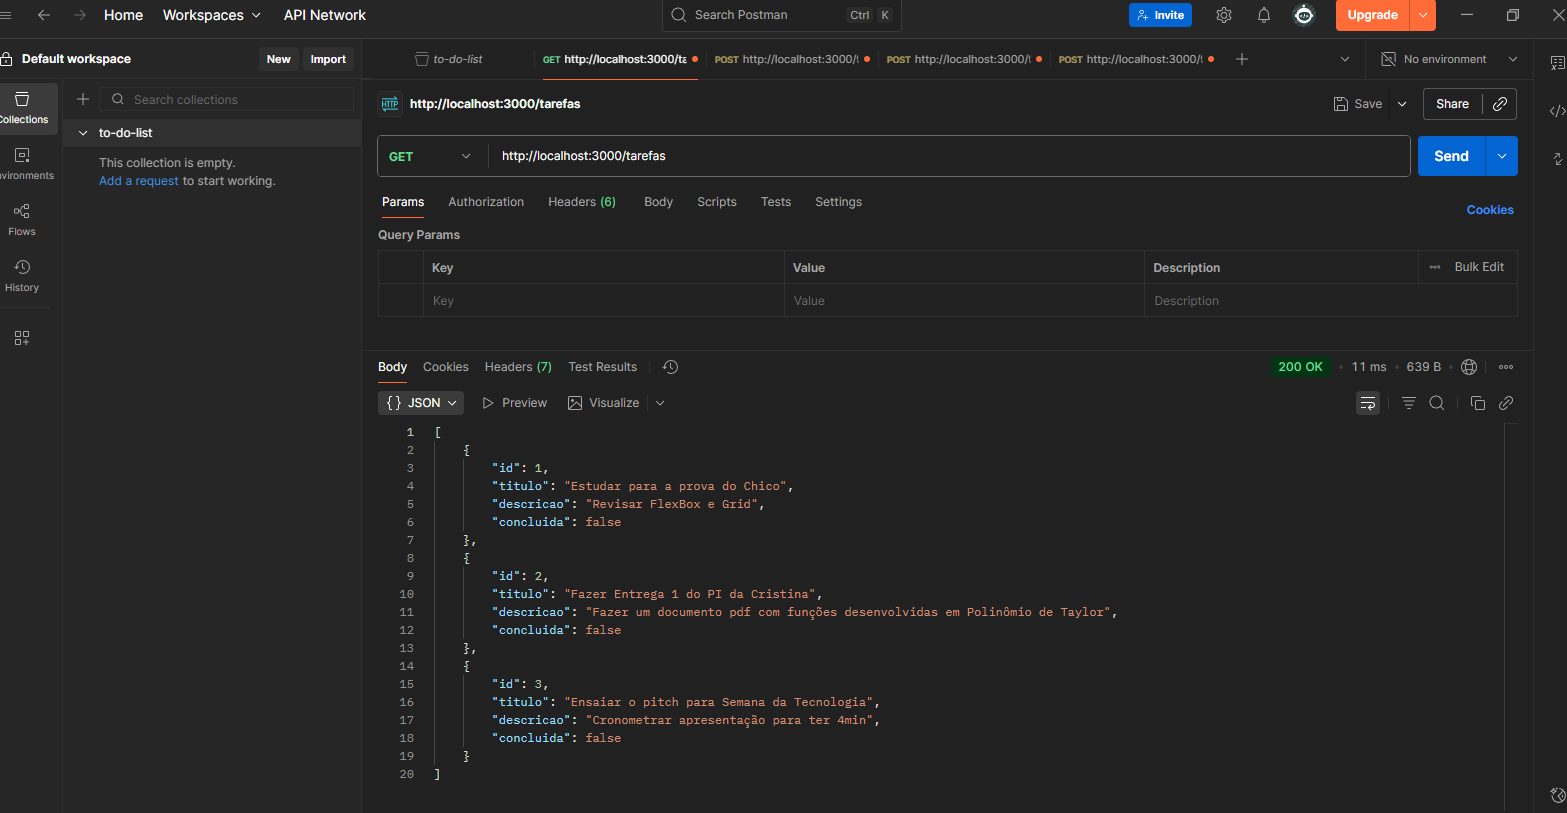 Home Workspaces API Network Search Postman Ctrl K Invite Upgrade
Default workspace New Import to-do-list GET http://localhost:3000/ta POST http://localhost:3000/t POST http://localhost:3000/t POST http://localhost:3000/t No environment
Search collections
Collections
to-do-list
This collection is empty.
Add a request to start working.
Flows
History
HTTP http://localhost:3000/tarefas Save Share
GET http://localhost:3000/tarefas Send
Params Authorization Headers (6) Body Scripts Tests Settings Cookies
Query Params
Key Value Description Bulk Edit
Key Value Description
Body Cookies Headers (7) Test Results 200 OK 11 ms 639 B
{} JSON Preview Visualize
1 [
2 {
3 "id": 1,
4 "titulo": "Estudar para a prova do Chico",
5 "descricao": "Revisar FlexBox e Grid",
6 "concluida": false
7 },
8 {
9 "id": 2,
10 "titulo": "Fazer Entrega 1 do PI da Cristina",
11 "descricao": "Fazer um documento pdf com funções desenvolvidas em Polinômio de Taylor",
12 "concluida": false
13 },
14 {
15 "id": 3,
16 "titulo": "Ensaiar o pitch para Semana da Tecnologia",
17 "descricao": "Cronometrar apresentação para ter 4min",
18 "concluida": false
19 }
20 ]